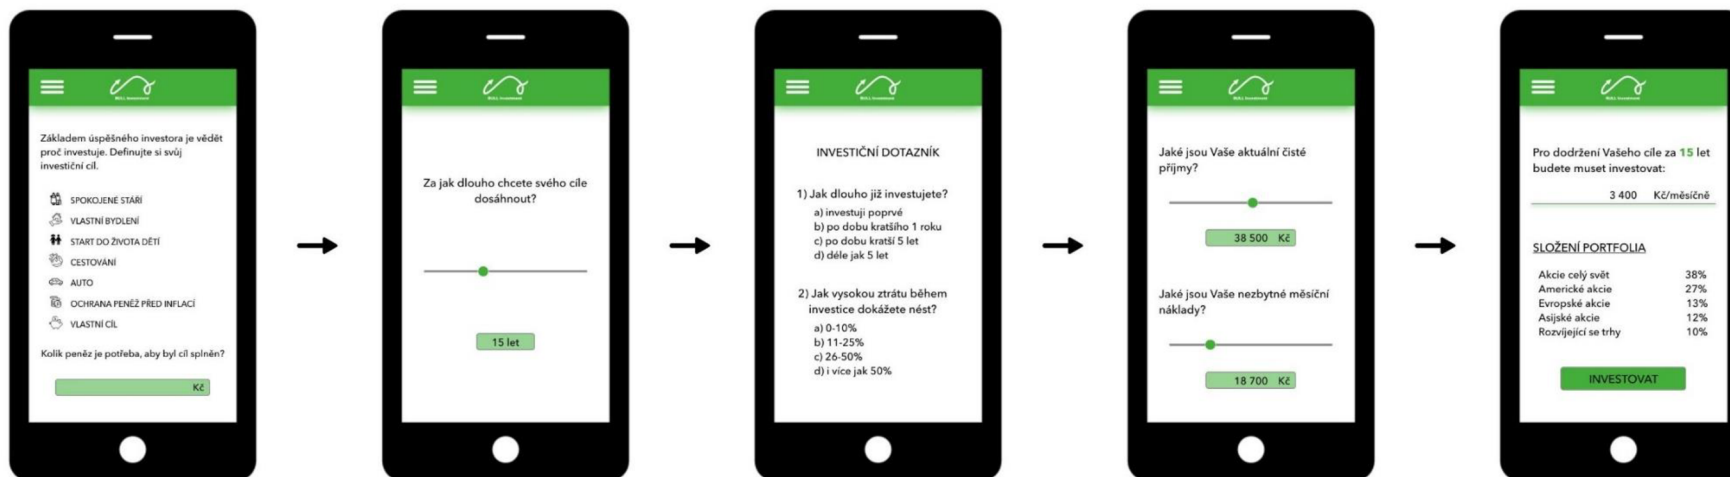 Základem úspěšného investora je vědět
proč investuje. Definujte si svůj
investiční cíl.
SPOKOJENÉ STÁŘÍ
VLASTNÍ BYDLENÍ
START DO ŽIVOTA DĚTÍ
CESTOVÁNÍ
AUTO
OCHRANA PENĚŽ PŘED INFLACÍ
VLASTNÍ CÍL
Kolik peněz je potřeba, aby byl cíl splněn?
Kč
Za jak dlouho chcete svého cíle
dosáhnout?
15 let
INVESTIČNÍ DOTAZNÍK
1) Jak dlouho již investujete?
a) investuji poprvé
b) po dobu kratšího 1 roku
c) po dobu kratší 5 let
d) déle jak 5 let
2) Jak vysokou ztrátu během
investice dokážete nést?
a) 0-10%
b) 11-25%
c) 26-50%
d) i více jak 50%
Jaké jsou Vaše aktuální čisté
příjmy?
38 500 Kč
Jaké jsou Vaše nezbytné měsíční
náklady?
18 700 Kč
Pro dodržení Vašeho cíle za 15 let
budete muset investovat:
3 400 Kč/měsíčně
SLOŽENÍ PORTFOLIA
Akcie celý svět 38%
Americké akcie 27%
Evropské akcie 13%
Asijské akcie 12%
Rozvíjející se trhy 10%
INVESTOVAT